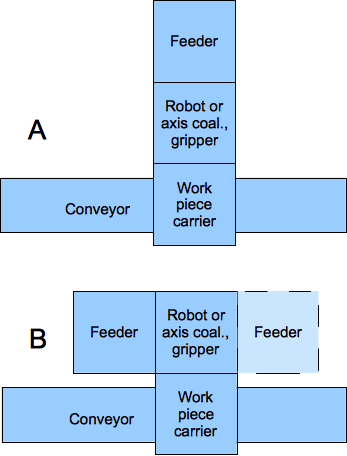 Feeder
A
Robot or
axis coal.,
gripper
Conveyor
Work
piece
carrier
B
Feeder
Robot or
axis coal.,
gripper
Feeder
Conveyor
Work
piece
carrier